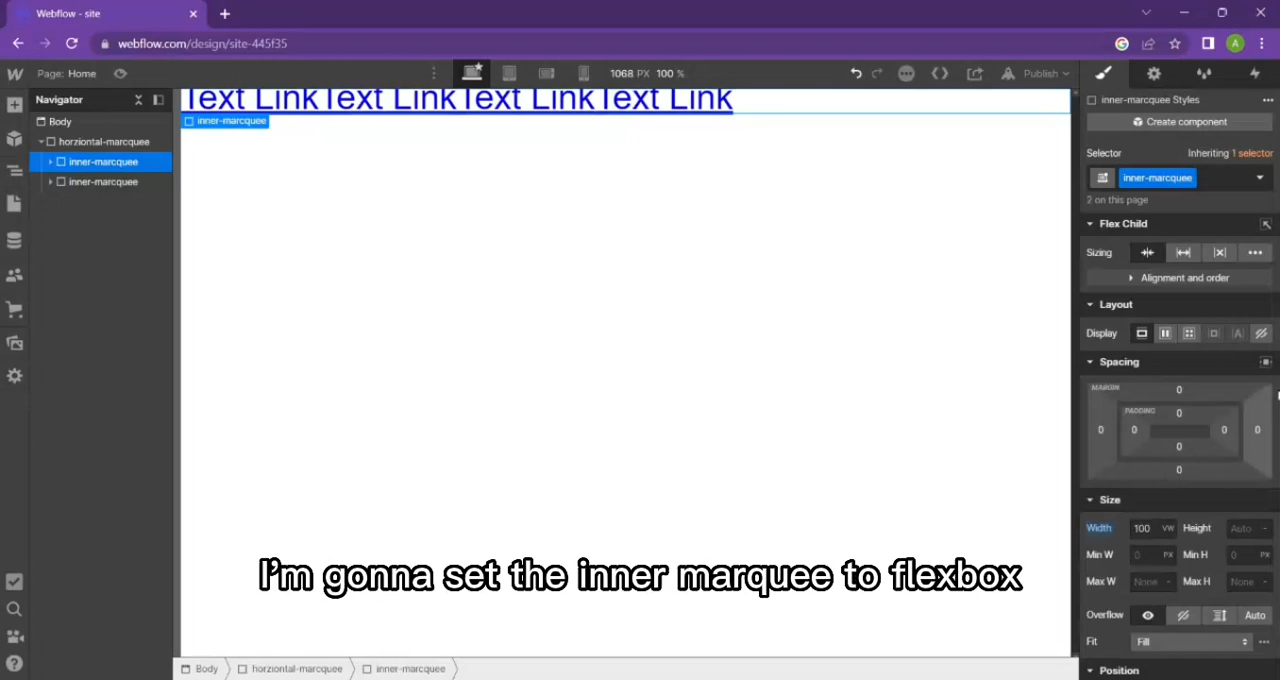 Webflow - site
webflow.com/design/site-445f35
A
Page: Home
1068 PX 100 %
Publish
Navigator
Body
horziontal-marcquee
inner-marcquee
inner-marcquee
Text LinkText LinkText LinkText Link
inner-marcquee
inner-marcquee Styles
Create component
Selector
Inheriting 1 selector
inner-marcquee
2 on this page
Flex Child
Sizing
Alignment and order
Layout
Display
Spacing
MARGIN
0
PADDING
0
0 0 0 0
0
0
Size
Width 100 VW Height Auto -
Min W 0 PX Min H 0 PX
Max W None - Max H None -
Overflow Auto
Fit Fill
Position
I'm gonna set the inner marquee to flexbox
Body horziontal-marcquee inner-marcquee